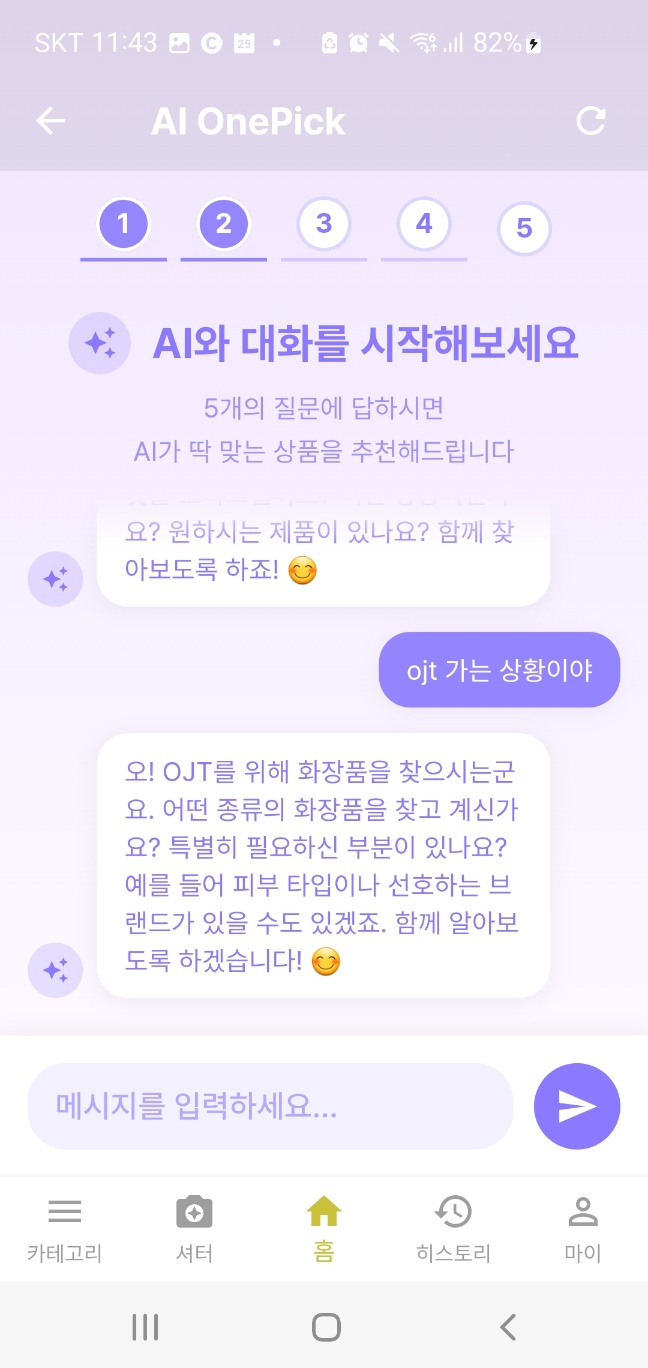 SKT 11:43 25 82%
AI OnePick
1 2 3 4 5
AI와 대화를 시작해보세요
5개의 질문에 답하시면
AI가 딱 맞는 상품을 추천해드립니다
요? 원하시는 제품이 있나요? 함께 찾
아보도록 하죠! 😊
ojt 가는 상황이야
오! OJT를 위해 화장품을 찾으시는군
요. 어떤 종류의 화장품을 찾고 계신가
요? 특별히 필요하신 부분이 있나요?
예를 들어 피부 타입이나 선호하는 브
랜드가 있을 수도 있겠죠. 함께 알아보
도록 하겠습니다! 😊
메시지를 입력하세요...
카테고리 셔터 홈 히스토리 마이